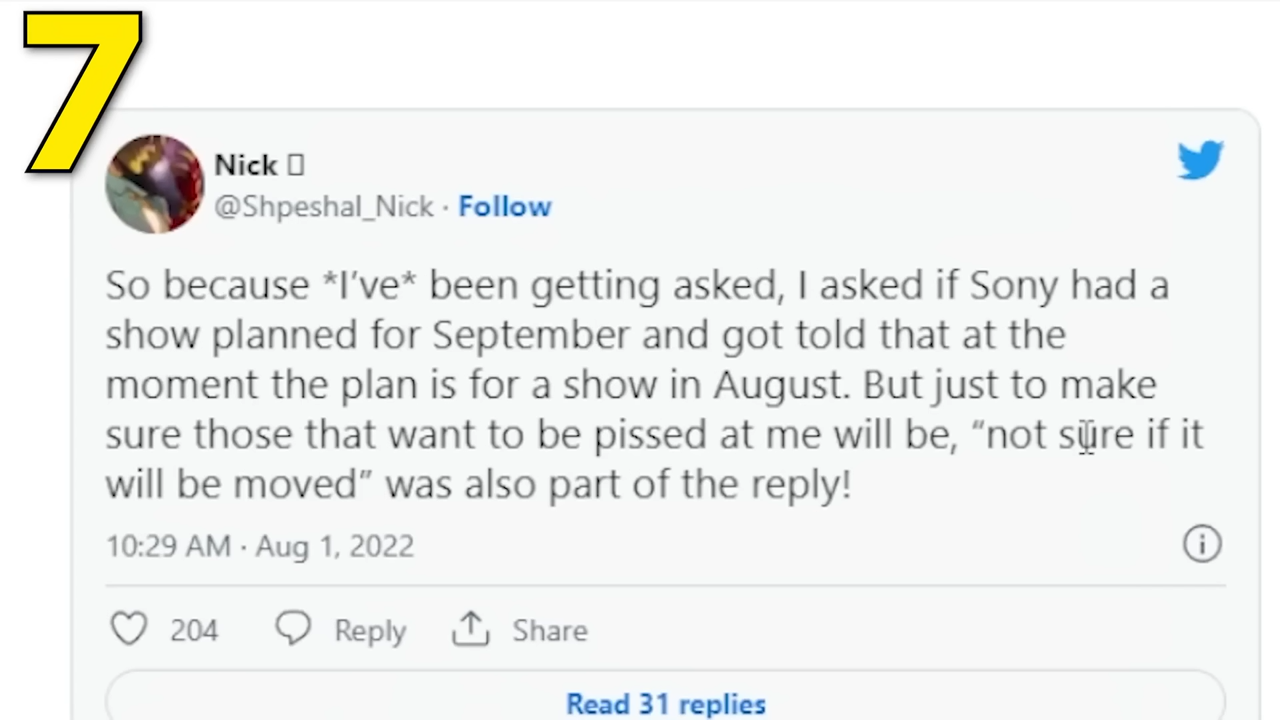 7
Nick
@Shpeshal_Nick · Follow
So because *I've* been getting asked, I asked if Sony had a
show planned for September and got told that at the
moment the plan is for a show in August. But just to make
sure those that want to be pissed at me will be, “not sure if it
will be moved” was also part of the reply!
10:29 AM · Aug 1, 2022
204 Reply Share
Read 31 replies